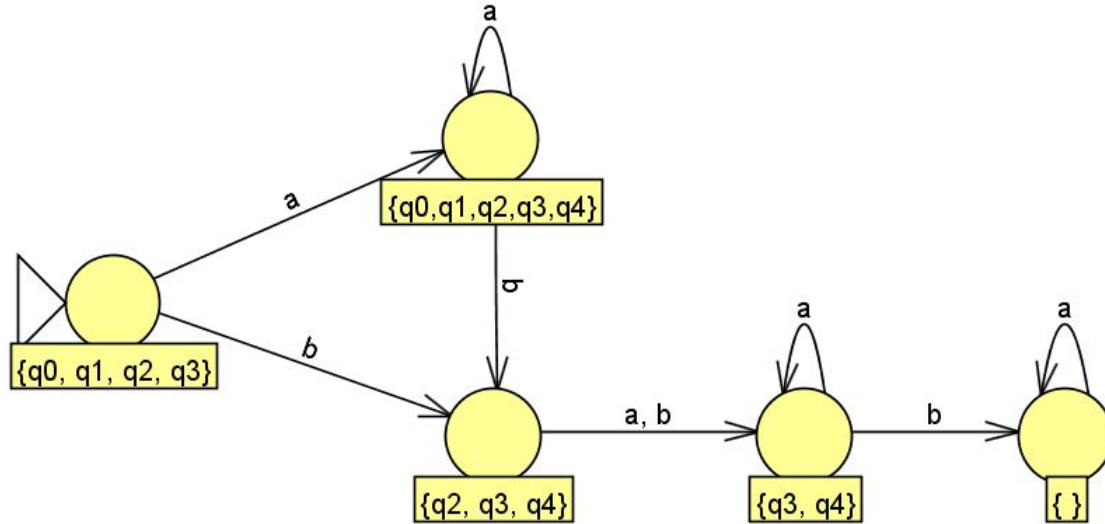 a
a
{q0,q1,q2,q3,q4}
b
{q0, q1, q2, q3}
b
a
a
a, b
b
{q2, q3, q4}
{q3, q4}
{ }